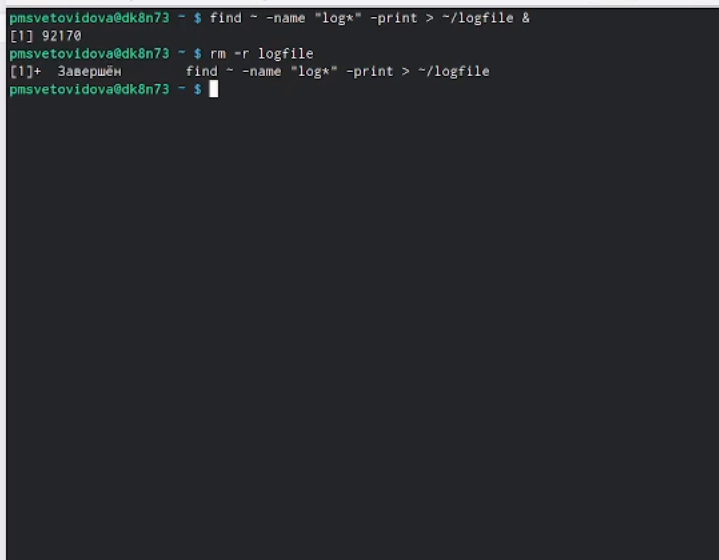 pmsvetovidova@dk8n73 ~ $ find ~ -name "log*" -print > ~/logfile &
[1] 92170
pmsvetovidova@dk8n73 ~ $ rm -r logfile
[1]+  Завершён        find ~ -name "log*" -print > ~/logfile
pmsvetovidova@dk8n73 ~ $